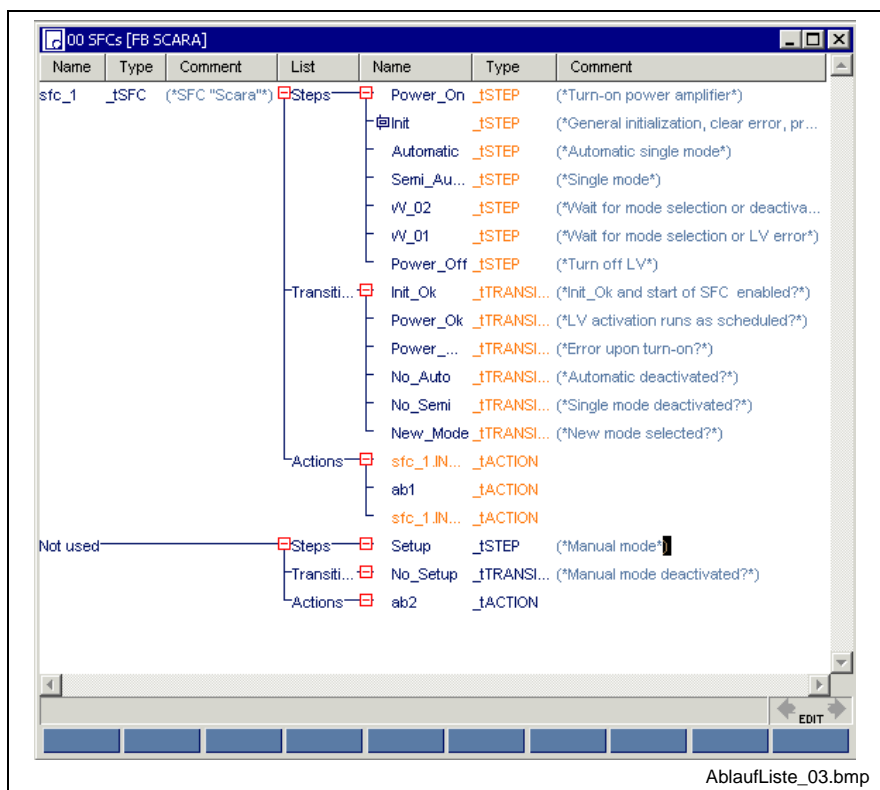 00 SFCs [FB SCARA]
Name Type Comment List Name Type Comment
sfc_1 _tSFC (*SFC "Scara"*) Steps Power_On _tSTEP (*Turn-on power amplifier*)
Init _tSTEP (*General initialization, clear error, pr...
Automatic _tSTEP (*Automatic single mode*)
Semi_Au... _tSTEP (*Single mode*)
W_02 _tSTEP (*Wait for mode selection or deactiva...
W_01 _tSTEP (*Wait for mode selection or LV error*)
Power_Off _tSTEP (*Turn off LV*)
Transiti... Init_Ok _tTRANSI... (*Init_Ok and start of SFC enabled?*)
Power_Ok _tTRANSI... (*LV activation runs as scheduled?*)
Power_... _tTRANSI... (*Error upon turn-on?*)
No_Auto _tTRANSI... (*Automatic deactivated?*)
No_Semi _tTRANSI... (*Single mode deactivated?*)
New_Mode _tTRANSI... (*New mode selected?*)
Actions sfc_1.IN... _tACTION
ab1 _tACTION
sfc_1.IN... _tACTION
Not used Steps Setup _tSTEP (*Manual mode*)
Transiti... No_Setup _tTRANSI... (*Manual mode deactivated?*)
Actions ab2 _tACTION
EDIT
AblaufListe_03.bmp